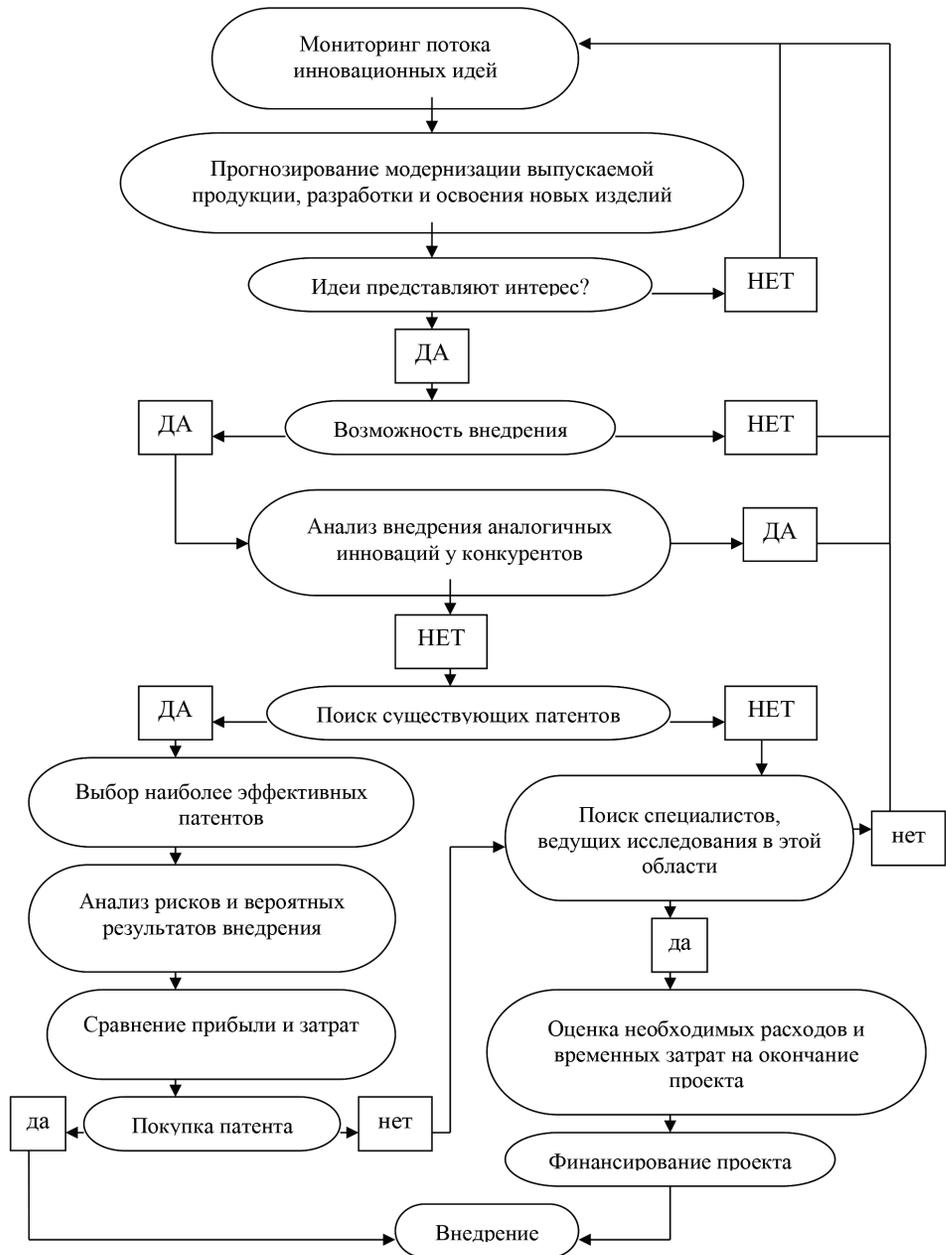 Мониторинг потока
инновационных идей
Прогнозирование модернизации выпускаемой
продукции, разработки и освоения новых изделий
Идеи представляют интерес?
НЕТ
ДА
ДА
Возможность внедрения
НЕТ
Анализ внедрения аналогичных
инноваций у конкурентов
ДА
НЕТ
ДА
Поиск существующих патентов
НЕТ
Выбор наиболее эффективных
патентов
Поиск специалистов,
ведущих исследования в этой
области
нет
Анализ рисков и вероятных
результатов внедрения
да
Сравнение прибыли и затрат
Оценка необходимых расходов и
временных затрат на окончание
проекта
да
Покупка патента
нет
Финансирование проекта
Внедрение